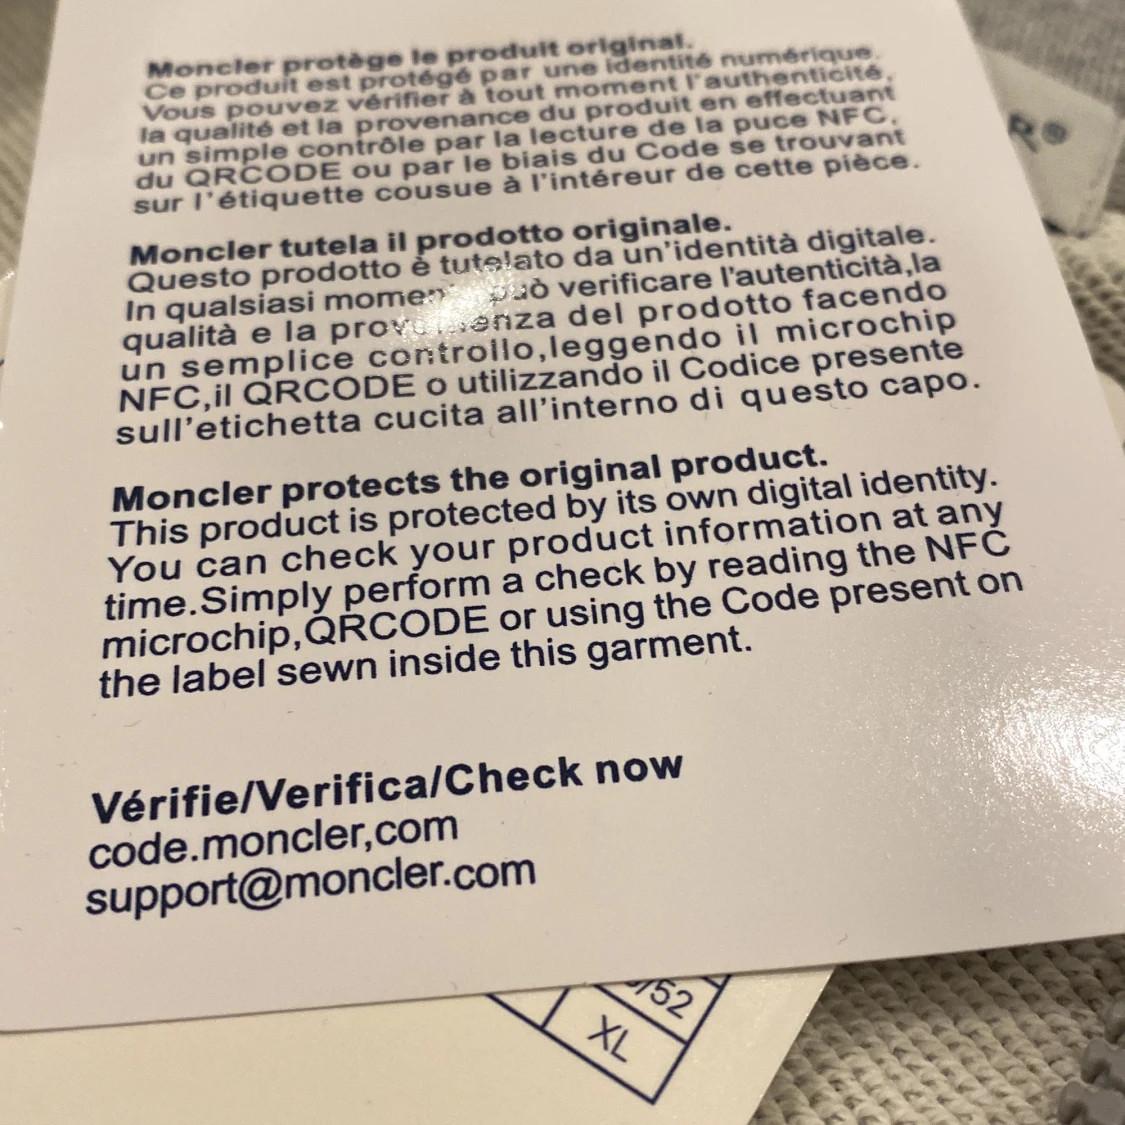 Moncler protège le produit original.
Ce produit est protégé par une identité numérique.
Vous pouvez vérifier à tout moment l'authenticité,
la qualité et la provenance du produit en effectuant
un simple contrôle par la lecture de la puce NFC,
du QRCODE ou par le biais du Code se trouvant
sur l'étiquette cousue à l'intéreur de cette pièce.
Moncler tutela il prodotto originale.
Questo prodotto è tutelato da un'identità digitale.
In qualsiasi momento può verificare l'autenticità,la
qualità e la provenienza del prodotto facendo
un semplice controllo,leggendo il microchip
NFC,il QRCODE o utilizzando il Codice presente
sull'etichetta cucita all'interno di questo capo.
Moncler protects the original product.
This product is protected by its own digital identity.
You can check your product information at any
time.Simply perform a check by reading the NFC
microchip,QRCODE or using the Code present on
the label sewn inside this garment.
Vérifie/Verifica/Check now
code.moncler,com
support@moncler.com
/52
XL
R®